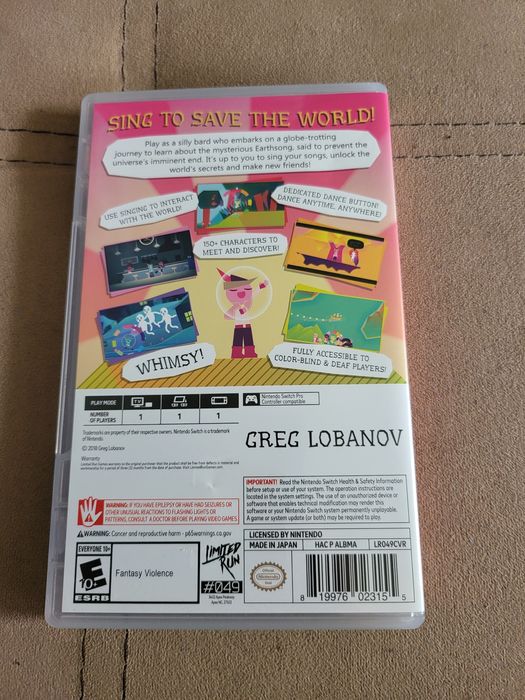 SING TO SAVE THE WORLD!
Play as a silly bard who embarks on a globe-trotting
journey to learn about the mysterious Earthsong, said to prevent the
universe's imminent end. It's up to you to sing your songs, unlock the
world's secrets and make new friends!
USE SINGING TO INTERACT
WITH THE WORLD!
DEDICATED DANCE BUTTON!
DANCE ANYTIME, ANYWHERE!
150+ CHARACTERS TO
MEET AND DISCOVER!
WHIMSY!
FULLY ACCESSIBLE TO
COLOR-BLIND & DEAF PLAYERS!
PLAY MODE
NUMBER
OF PLAYERS
1
1
1
Nintendo Switch Pro
Controller compatible
Trademarks are property of their respective owners. Nintendo Switch is a trademark
of Nintendo.
© 2018 Greg Lobanov
Warranty
GREG LOBANOV
WARNING: IF YOU HAVE EPILEPSY OR HAVE HAD SEIZURES OR
OTHER UNUSUAL REACTIONS TO FLASHING LIGHTS OR
PATTERNS, CONSULT A DOCTOR BEFORE PLAYING VIDEO GAMES.
WARNING: Cancer and reproductive harm - p65warnings.ca.gov
IMPORTANT! Read the Nintendo Switch Health & Safety Information
before setup or use of your system. The operation instructions are
located in the system settings. The use of an unauthorized device or
software that enables technical modification may render this
software or your Nintendo Switch system permanently unplayable.
A game or system update (or both) may be required to play.
EVERYONE 10+
E
10+
ESRB
Fantasy Violence
LIMITED
RUN
#049
LICENSED BY NINTENDO
MADE IN JAPAN
HAC P ALBMA
LR049CVR
Official
Nintendo
Seal
8 19976 02315 5